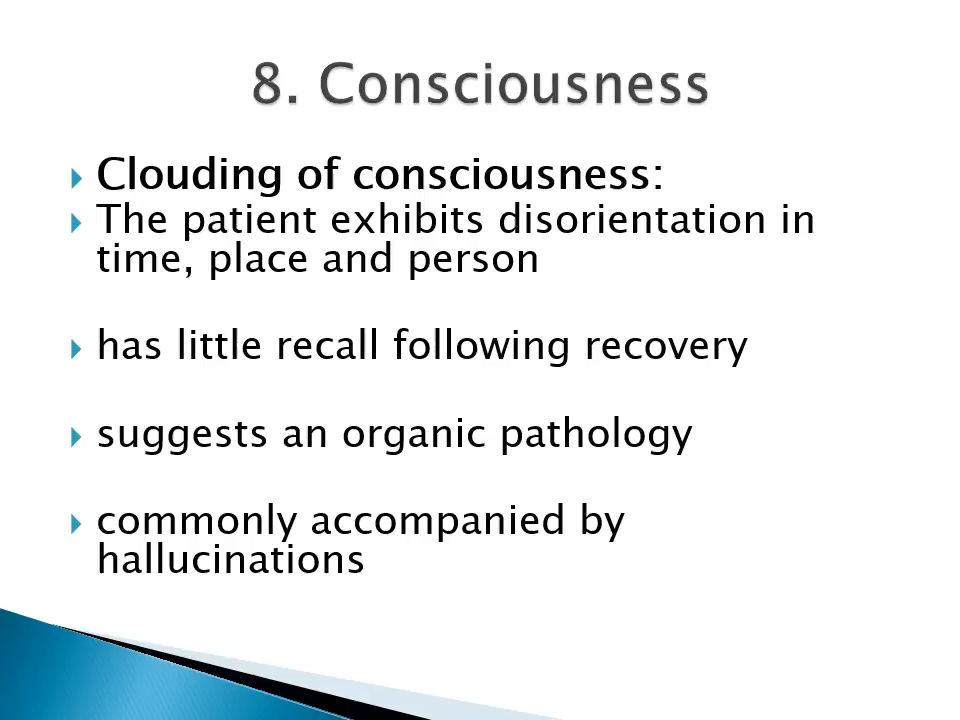 8. Consciousness
Clouding of consciousness:
The patient exhibits disorientation in
time, place and person
has little recall following recovery
suggests an organic pathology
commonly accompanied by
hallucinations